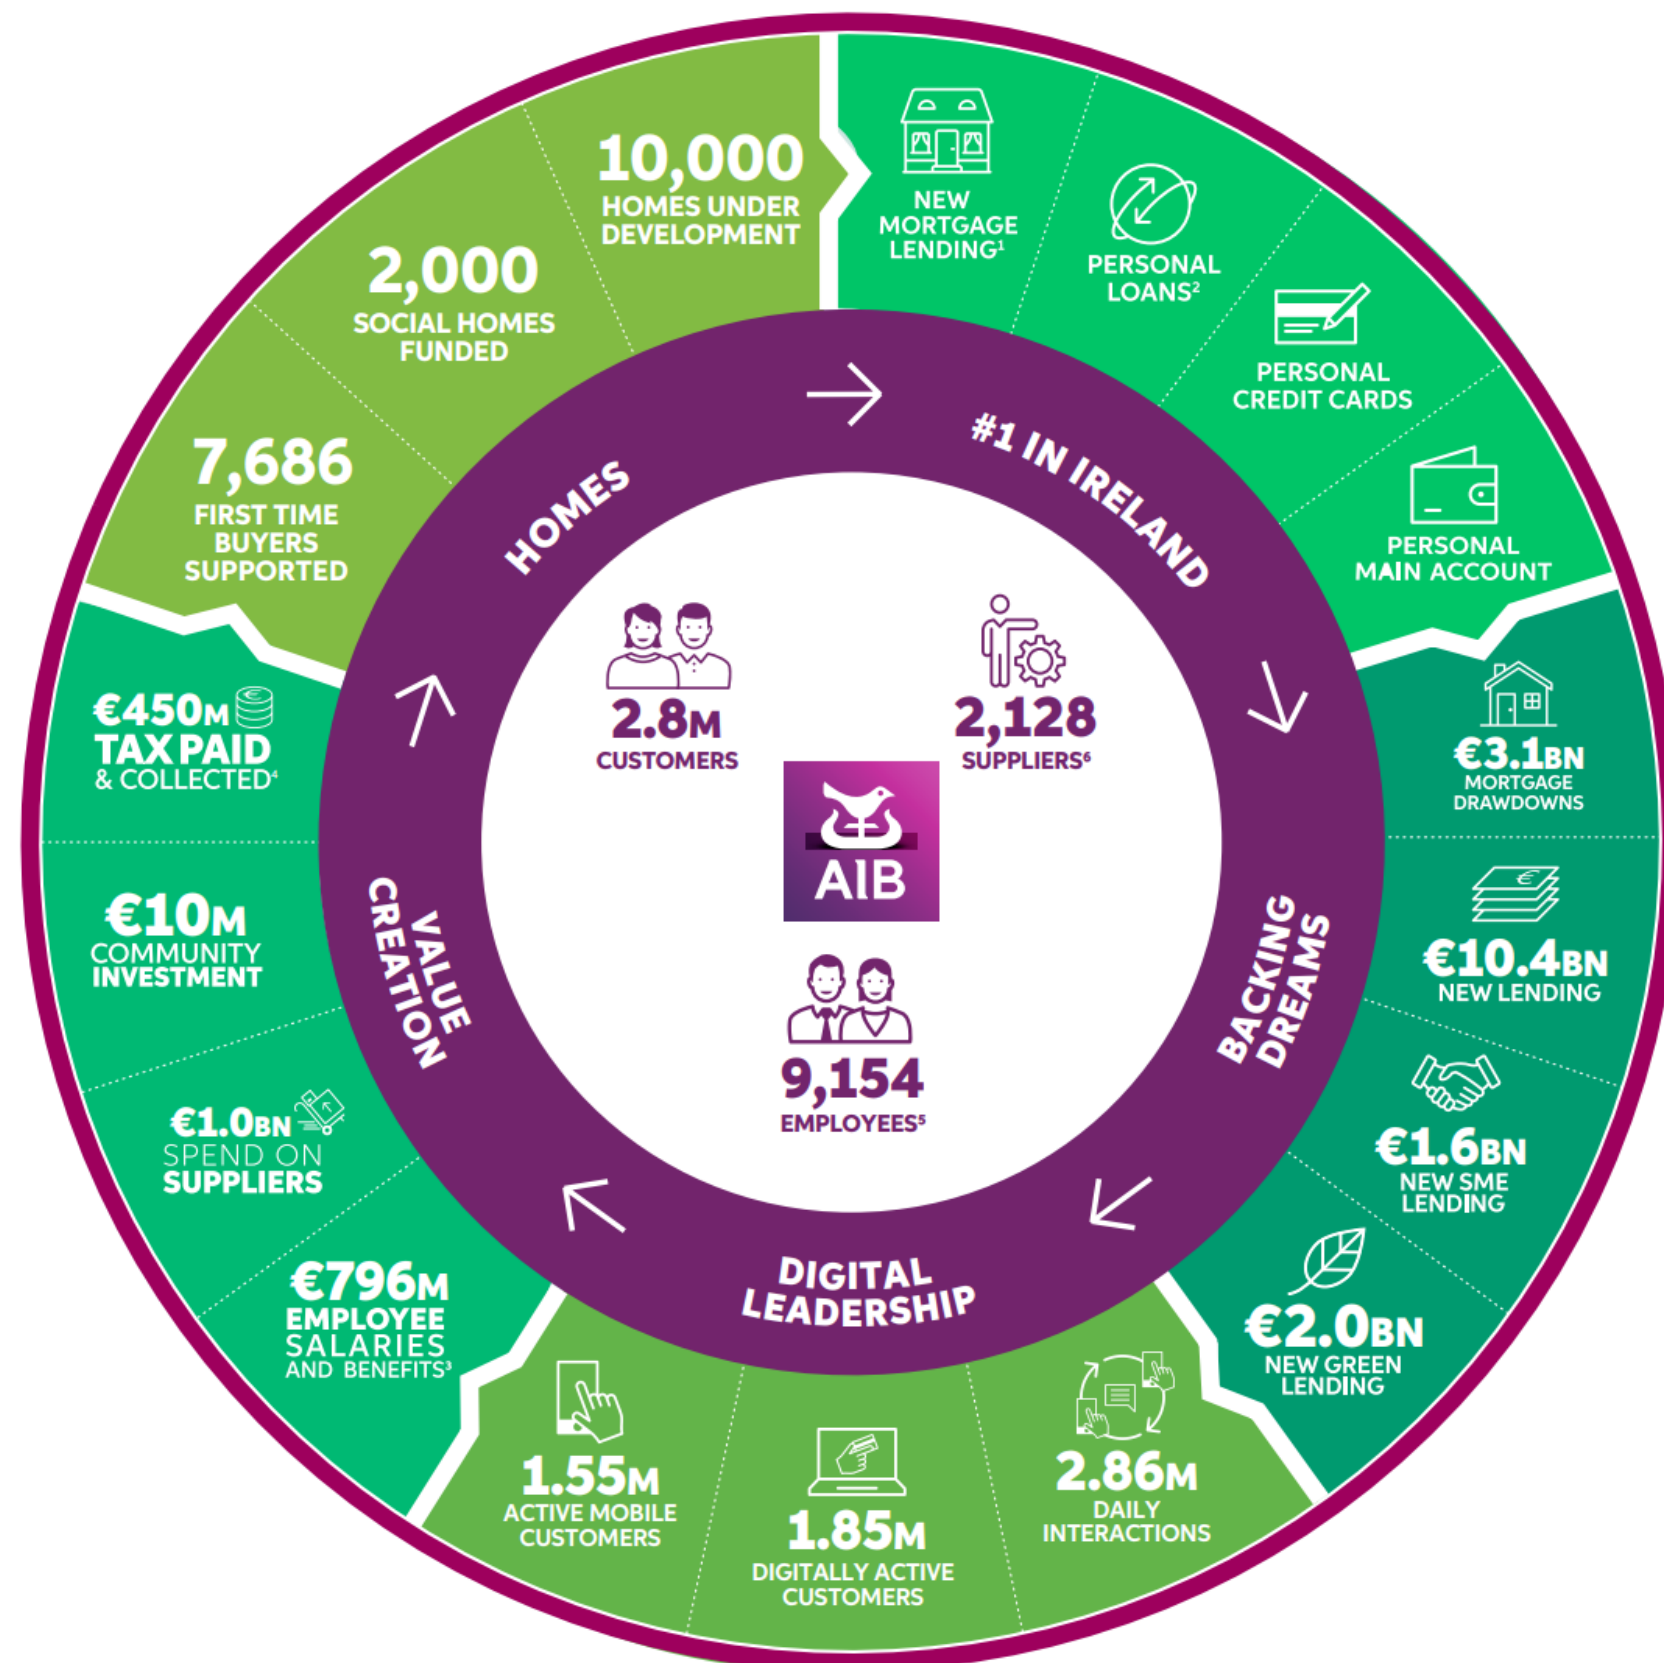 #1 IN IRELAND
NEW
MORTGAGE
LENDING¹
PERSONAL
LOANS²
PERSONAL
CREDIT CARDS
PERSONAL
MAIN ACCOUNT
BACKING
DREAMS
€3.1BN
MORTGAGE
DRAWDOWNS
€10.4BN
NEW LENDING
€1.6BN
NEW SME
LENDING
€2.0BN
NEW GREEN
LENDING
DIGITAL
LEADERSHIP
2.86M
DAILY
INTERACTIONS
1.85M
DIGITALLY ACTIVE
CUSTOMERS
1.55M
ACTIVE MOBILE
CUSTOMERS
VALUE
CREATION
€796M
EMPLOYEE
SALARIES
AND BENEFITS³
€1.0BN
SPEND ON
SUPPLIERS
€10M
COMMUNITY
INVESTMENT
€450M
TAX PAID
& COLLECTED⁴
HOMES
7,686
FIRST TIME
BUYERS
SUPPORTED
2,000
SOCIAL HOMES
FUNDED
10,000
HOMES UNDER
DEVELOPMENT
2.8M
CUSTOMERS
2,128
SUPPLIERS⁶
AIB
9,154
EMPLOYEES⁵